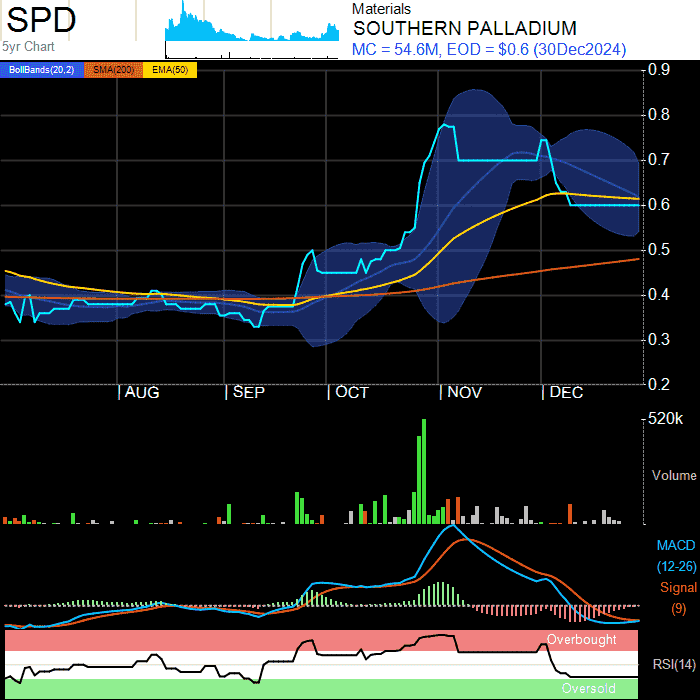 SPD
5yr Chart
Materials
SOUTHERN PALLADIUM
MC = 54.6M, EOD = $0.6 (30Dec2024)
BollBands(20,2) SMA(200) EMA(50)
0.9
0.8
0.7
0.6
0.5
0.4
0.3
0.2
AUG SEP OCT NOV DEC
520k
Volume
MACD
(12-26)
Signal
(9)
Overbought
RSI(14)
Oversold